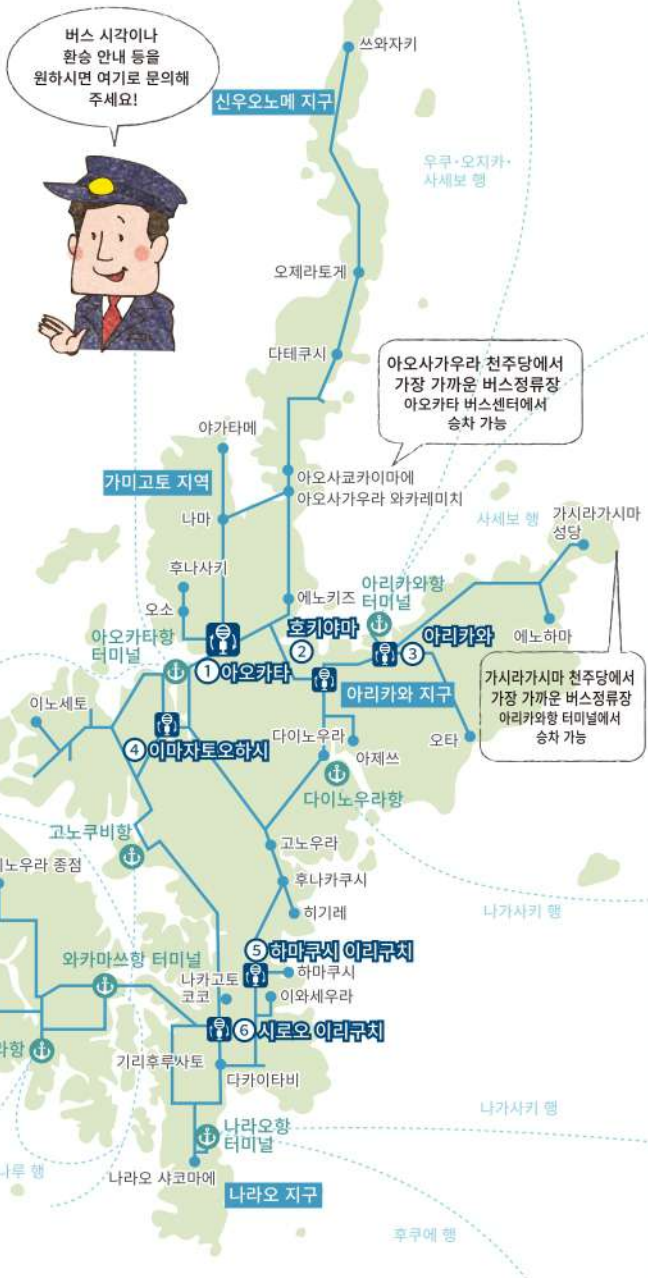 버스 시각이나
환승 안내 등을
원하시면 여기로 문의해
주세요!
쓰와자키
신우오노메 지구
우쿠·오지카·
사세보 행
오제라토게
다테쿠시
아오사가우라 천주당에서
가장 가까운 버스정류장
아오카타 버스센터에서
승차 가능
야가타메
가미고토 지역
아오사쿄카이마에
아오사가우라 와카레미치
나마
사세보 행
가시라가시마
성당
후나사키
오소
에노키즈
아리카와항
터미널
아오카타항
터미널
호키야마
②
③ 아리카와
에노하마
① 아오카타
아리카와 지구
가시라가시마 천주당에서
가장 가까운 버스정류장
아리카와항 터미널에서
승차 가능
이노세토
④ 이마자토오하시
다이노우라
아제쓰
오타
다이노우라항
고노쿠비항
고노우라
노우라 종점
후나카쿠시
히기레
나가사키 행
⑤ 하마쿠시 이리구치
와카마쓰항 터미널
하마쿠시
나카고토
코코
이와세우라
⑥ 시로오 이리구치
항
기리후루사토
다카이타비
나가사키 행
나라오항
터미널
나루 행
나라오 샤코마에
나라오 지구
후쿠에 행